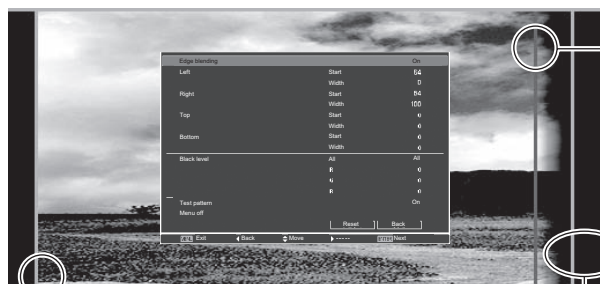 Edge blending On
Left Start 64
Width 0
Right Start 64
Width 100
Top Start 0
Width 0
Bottom Start 0
Width 0
Black level All All
R 0
G 0
R 0
Test pattern On
Menu off
Reset Back
Exit Back Move ----- Next